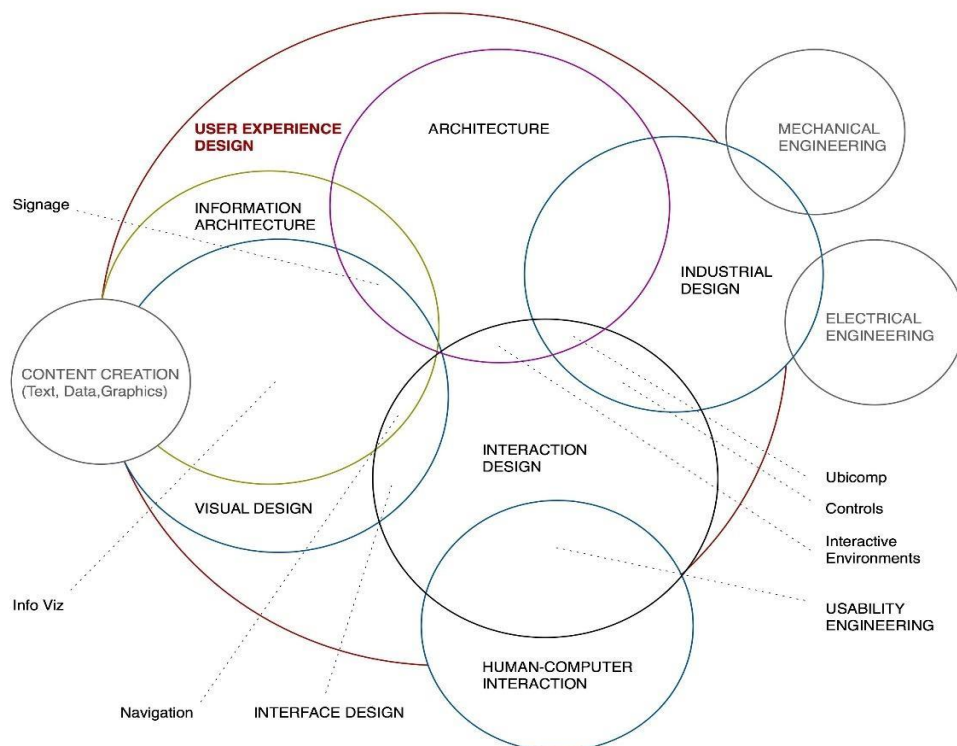 USER EXPERIENCE
DESIGN
ARCHITECTURE
MECHANICAL
ENGINEERING
Signage
INFORMATION
ARCHITECTURE
INDUSTRIAL
DESIGN
ELECTRICAL
ENGINEERING
CONTENT CREATION
(Text, Data,Graphics)
INTERACTION
DESIGN
VISUAL DESIGN
Ubicomp
Controls
Interactive
Environments
Info Viz
USABILITY
ENGINEERING
HUMAN-COMPUTER
INTERACTION
Navigation
INTERFACE DESIGN